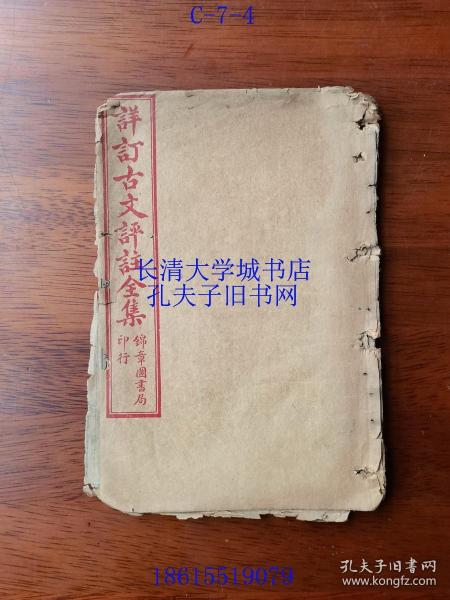 C-7-4
詳訂古文評註全集
錦章圖書局
印行
长清大学城书店
孔夫子旧书网
18615519079
孔夫子旧书网
www.kongfz.com